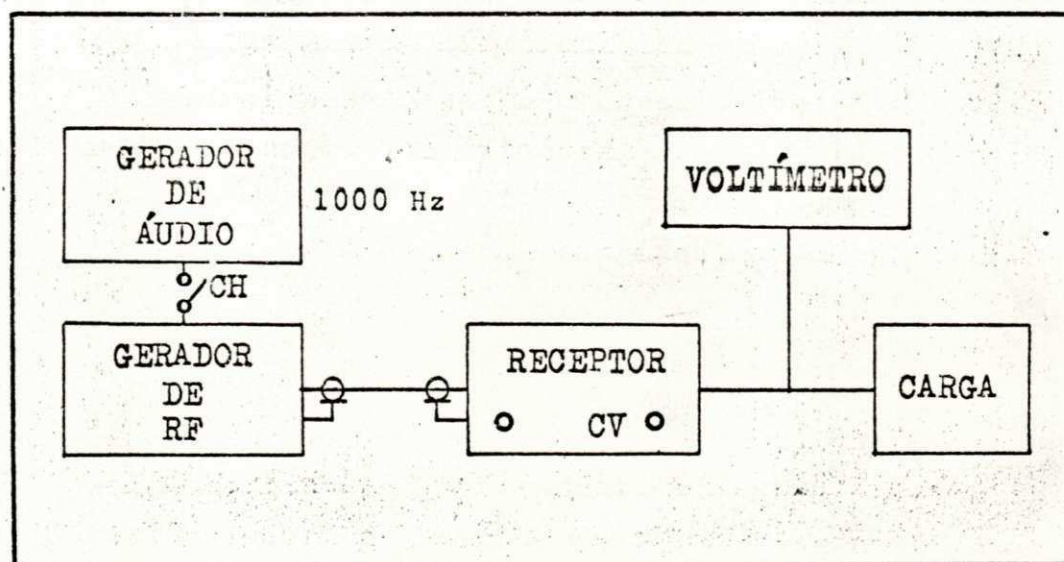 GERADOR
DE
ÁUDIO
1000 Hz
CH
VOLTÍMETRO
GERADOR
DE
RF
RECEPTOR
CV
CARGA